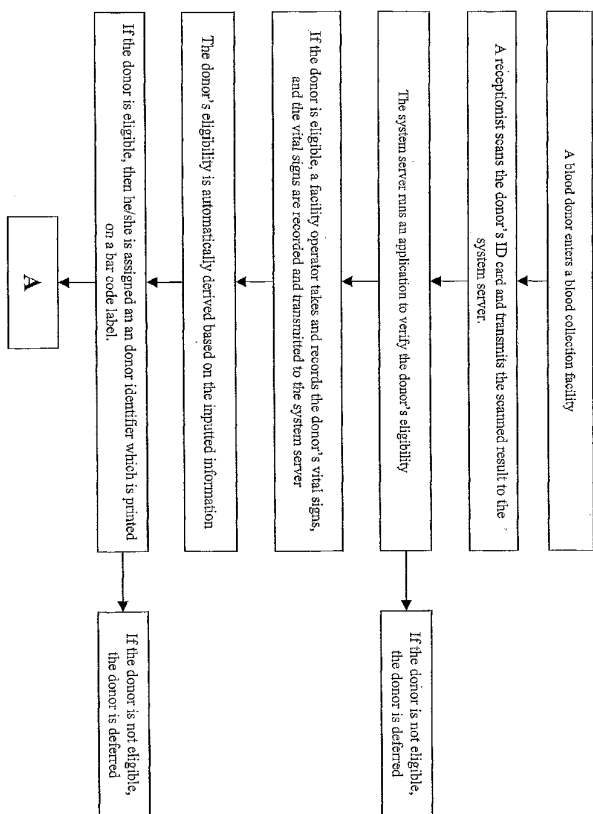 A blood donor enters a blood collection facility
A receptionist scans the donor's ID card and transmits the scanned result to the
system server.
The system server runs an application to verify the donor's eligibility
If the donor is not eligible,
the donor is deferred
If the donor is eligible, a facility operator takes and records the donor's vital signs,
and the vital signs are recorded and transmitted to the system server
The donor's eligibility is automatically derived based on the inputted information
If the donor is eligible, then he/she is assigned an an donor identifier which is printed
on a bar code label.
If the donor is not eligible,
the donor is deferred
A